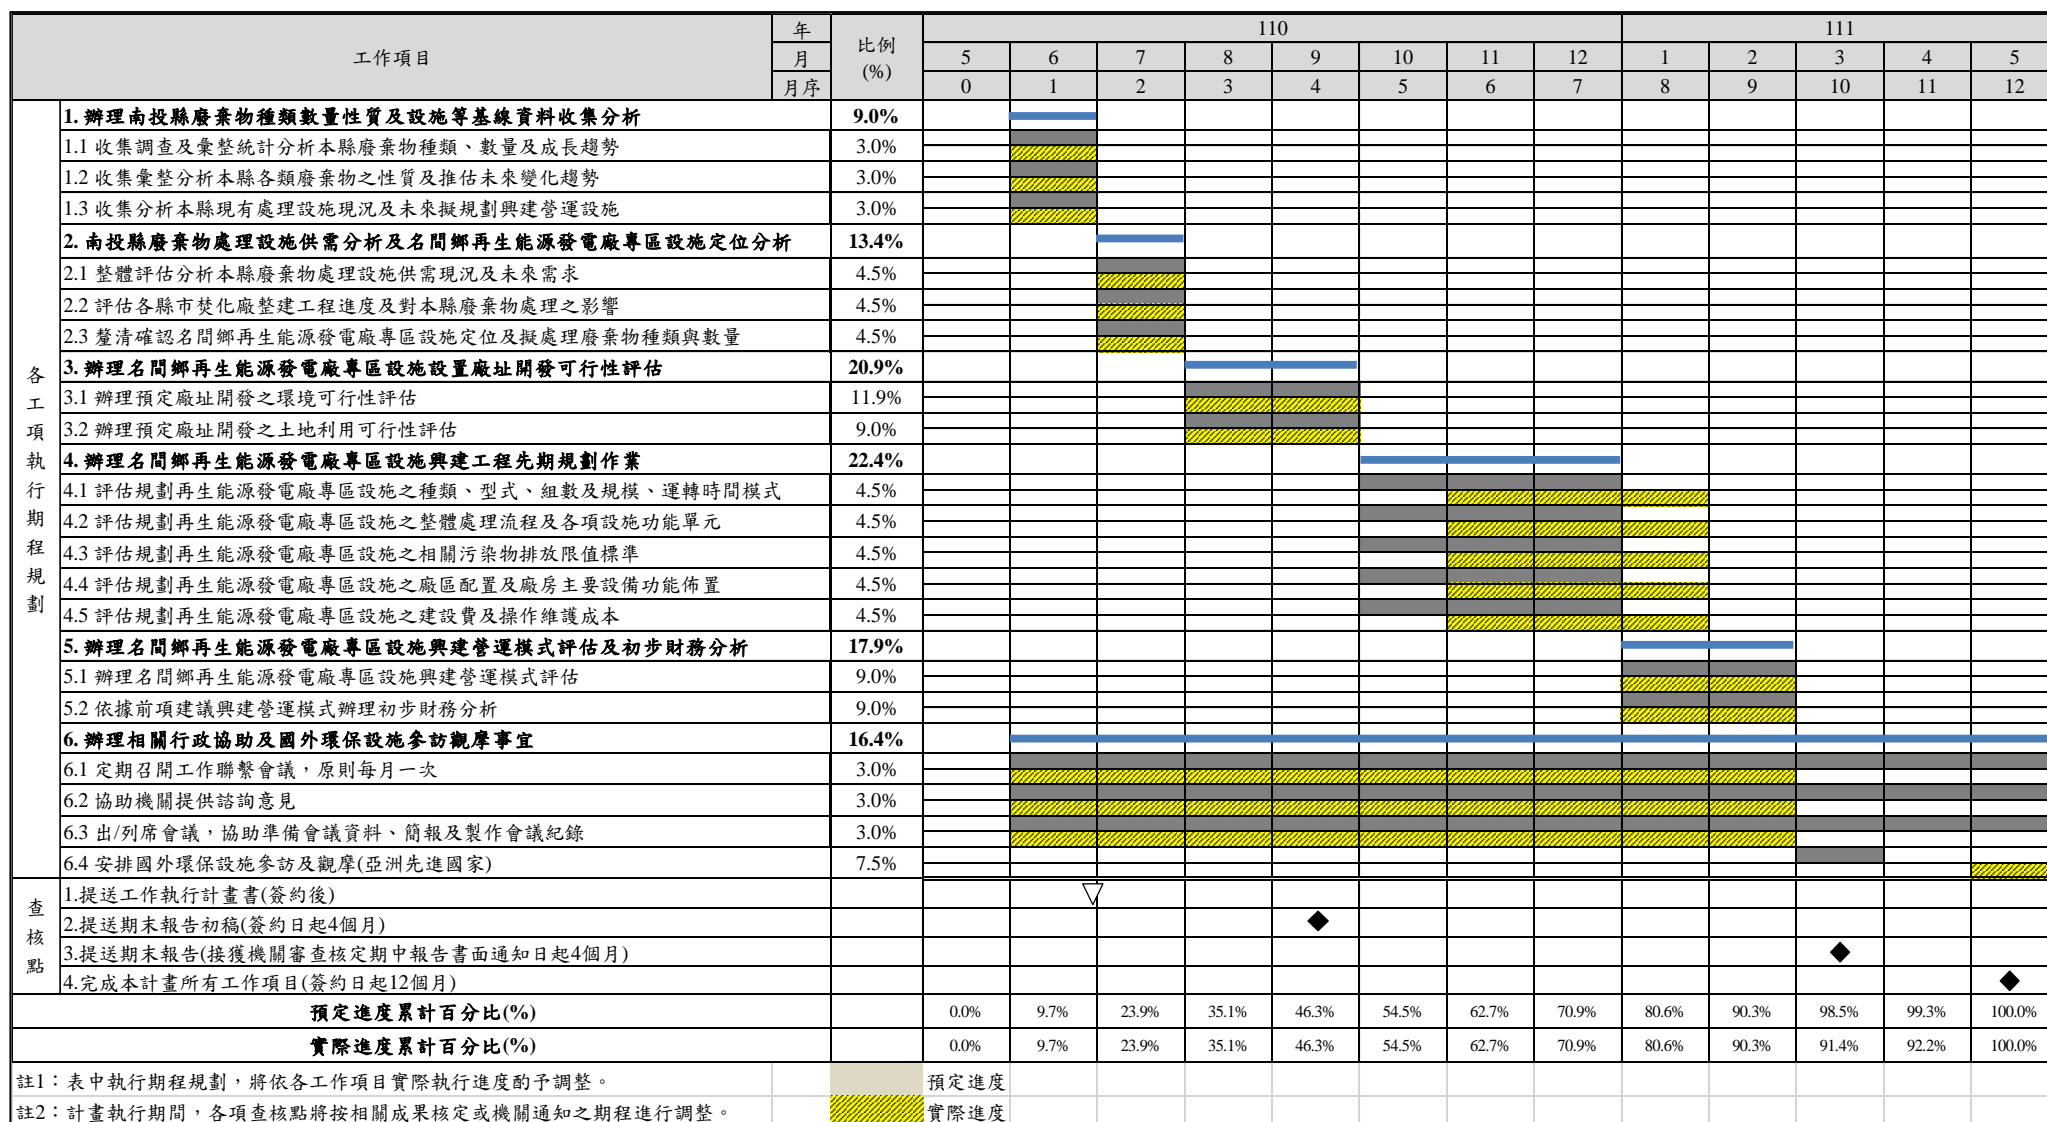 工作項目 年 比例 110 111
月 5 6 7 8 9 10 11 12 1 2 3 4 5
(%)
月序 0 1 2 3 4 5 6 7 8 9 10 11 12
各工項執行期程規劃
1. 辦理南投縣廢棄物種類數量性質及設施等基線資料收集分析 9.0%
1.1 收集調查及彙整統計分析本縣廢棄物種類、數量及成長趨勢 3.0%
1.2 收集彙整分析本縣各類廢棄物之性質及推估未來變化趨勢 3.0%
1.3 收集分析本縣現有處理設施現況及未來擬規劃興建營運設施 3.0%
2. 南投縣廢棄物處理設施供需分析及名間鄉再生能源發電廠專區設施定位分析 13.4%
2.1 整體評估分析本縣廢棄物處理設施供需現況及未來需求 4.5%
2.2 評估各縣市焚化廠整建工程進度及對本縣廢棄物處理之影響 4.5%
2.3 釐清確認名間鄉再生能源發電廠專區設施定位及擬處理廢棄物種類與數量 4.5%
3. 辦理名間鄉再生能源發電廠專區設施設置廠址開發可行性評估 20.9%
3.1 辦理預定廠址開發之環境可行性評估 11.9%
3.2 辦理預定廠址開發之土地利用可行性評估 9.0%
4. 辦理名間鄉再生能源發電廠專區設施興建工程先期規劃作業 22.4%
4.1 評估規劃再生能源發電廠專區設施之種類、型式、組數及規模、運轉時間模式 4.5%
4.2 評估規劃再生能源發電廠專區設施之整體處理流程及各項設施功能單元 4.5%
4.3 評估規劃再生能源發電廠專區設施之相關污染物排放限值標準 4.5%
4.4 評估規劃再生能源發電廠專區設施之廠區配置及廠房主要設備功能佈置 4.5%
4.5 評估規劃再生能源發電廠專區設施之建設費及操作維護成本 4.5%
5. 辦理名間鄉再生能源發電廠專區設施興建營運模式評估及初步財務分析 17.9%
5.1 辦理名間鄉再生能源發電廠專區設施興建營運模式評估 9.0%
5.2 依據前項建議興建營運模式辦理初步財務分析 9.0%
6. 辦理相關行政協助及國外環保設施參訪觀摩事宜 16.4%
6.1 定期召開工作聯繫會議，原則每月一次 3.0%
6.2 協助機關提供諮詢意見 3.0%
6.3 出/列席會議，協助準備會議資料、簡報及製作會議紀錄 3.0%
6.4 安排國外環保設施參訪及觀摩(亞洲先進國家) 7.5%
查核點
1.提送工作執行計畫書(簽約後)
2.提送期末報告初稿(簽約日起4個月)
3.提送期末報告(接獲機關審查核定期中報告書面通知日起4個月)
4.完成本計畫所有工作項目(簽約日起12個月)
預定進度累計百分比(%) 0.0% 9.7% 23.9% 35.1% 46.3% 54.5% 62.7% 70.9% 80.6% 90.3% 98.5% 99.3% 100.0%
實際進度累計百分比(%) 0.0% 9.7% 23.9% 35.1% 46.3% 54.5% 62.7% 70.9% 80.6% 90.3% 91.4% 92.2% 100.0%
註1：表中執行期程規劃，將依各工作項目實際執行進度酌予調整。 預定進度
註2：計畫執行期間，各項查核點將按相關成果核定或機關通知之期程進行調整。 實際進度